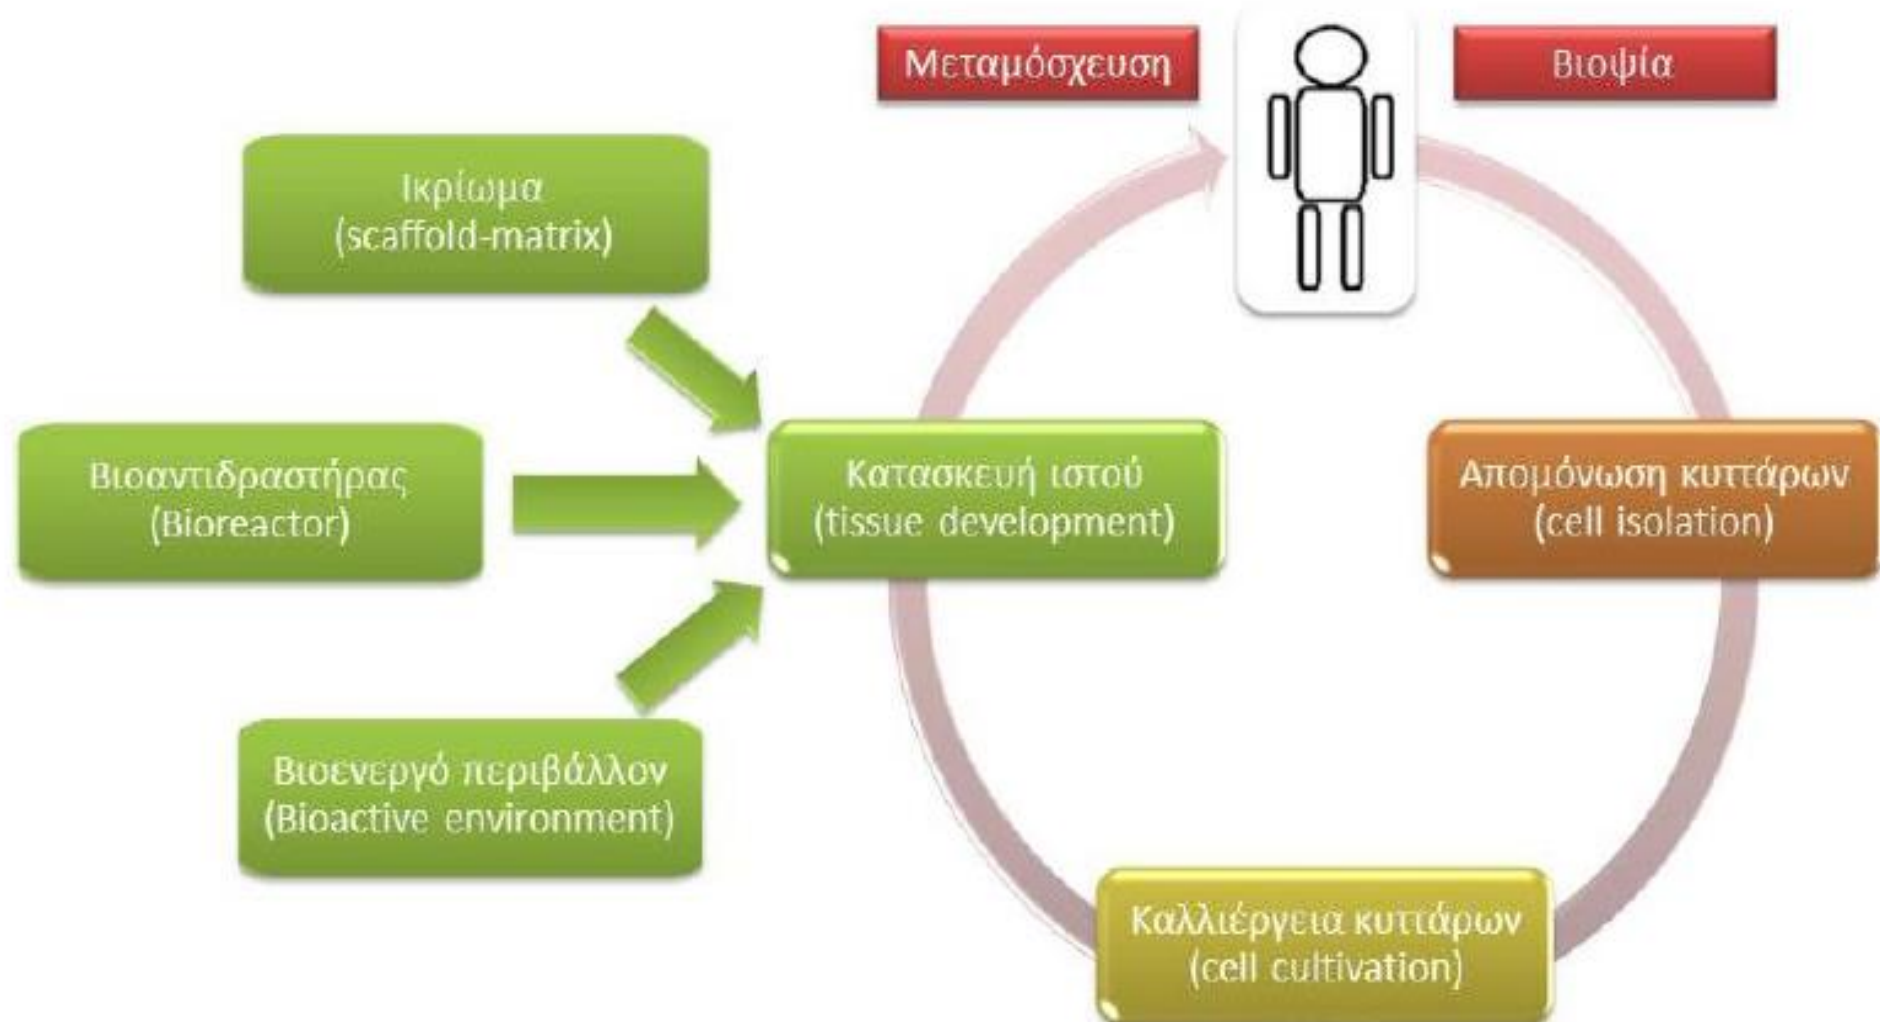 Μεταμόσχευση
Βιοψία
Ικρίωμα
(scaffold-matrix)
Βιοαντιδραστήρας
(Bioreactor)
Κατασκευή ιστού
(tissue development)
Απομόνωση κυττάρων
(cell isolation)
Βιοενεργό περιβάλλον
(Bioactive environment)
Καλλιέργεια κυττάρων
(cell cultivation)